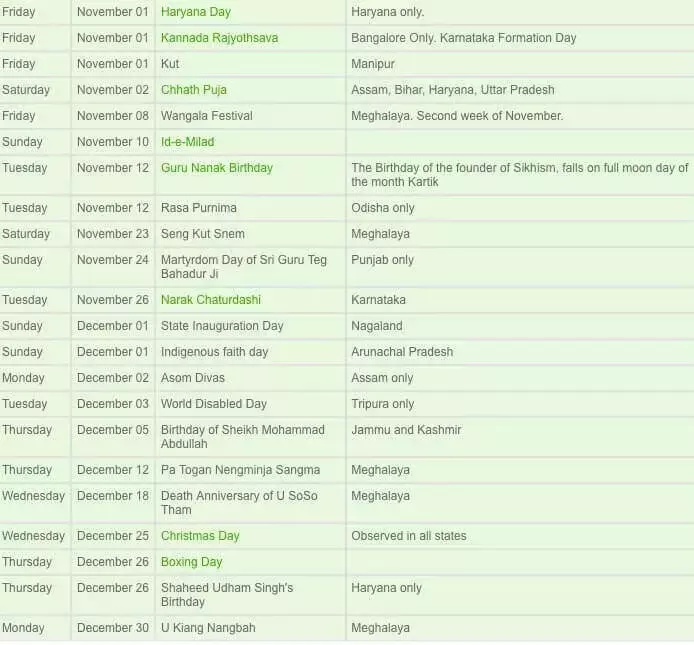 Friday November 01 Haryana Day Haryana only.
Friday November 01 Kannada Rajyothsava Bangalore Only. Karnataka Formation Day
Friday November 01 Kut Manipur
Saturday November 02 Chhath Puja Assam, Bihar, Haryana, Uttar Pradesh
Friday November 08 Wangala Festival Meghalaya. Second week of November.
Sunday November 10 Id-e-Milad
Tuesday November 12 Guru Nanak Birthday The Birthday of the founder of Sikhism, falls on full moon day of
the month Kartik
Tuesday November 12 Rasa Purnima Odisha only
Saturday November 23 Seng Kut Snem Meghalaya
Sunday November 24 Martyrdom Day of Sri Guru Teg Punjab only
Bahadur Ji
Tuesday November 26 Narak Chaturdashi Karnataka
Sunday December 01 State Inauguration Day Nagaland
Sunday December 01 Indigenous faith day Arunachal Pradesh
Monday December 02 Asom Divas Assam only
Tuesday December 03 World Disabled Day Tripura only
Thursday December 05 Birthday of Sheikh Mohammad Jammu and Kashmir
Abdullah
Thursday December 12 Pa Togan Nengminja Sangma Meghalaya
Wednesday December 18 Death Anniversary of U SoSo Meghalaya
Tham
Wednesday December 25 Christmas Day Observed in all states
Thursday December 26 Boxing Day
Thursday December 26 Shaheed Udham Singh's Haryana only
Birthday
Monday December 30 U Kiang Nangbah Meghalaya